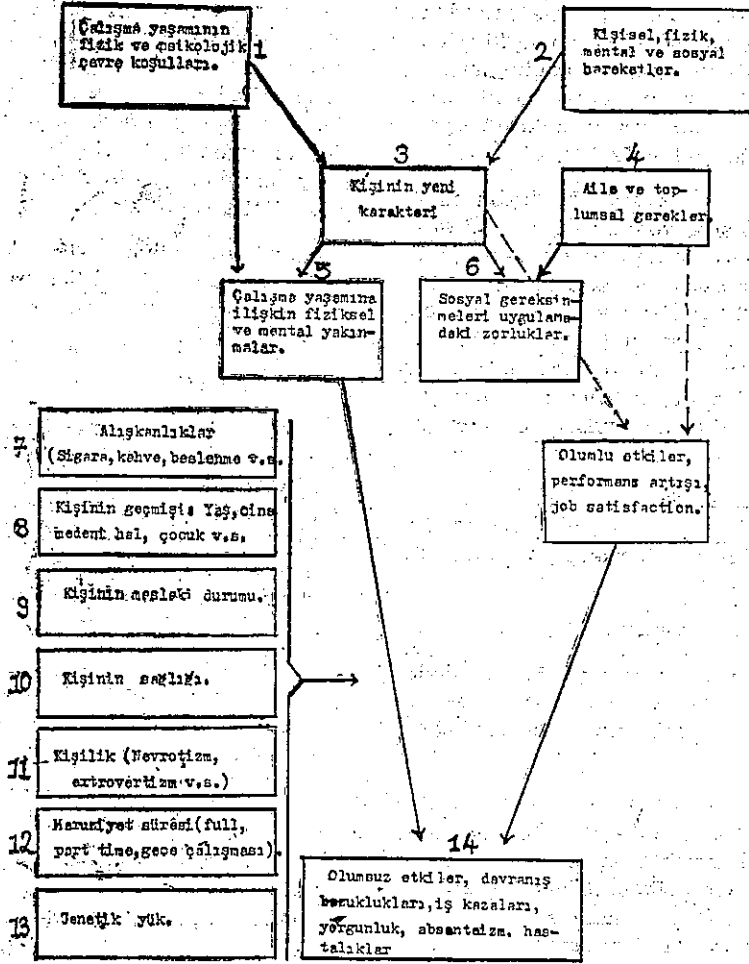 Çalışma yaşamının
fizik ve psikolojik
çevre koşulları.
1
Kişisel, fizik,
mental ve sosyal
hareketler.
2
3
Kişinin yeni
karakteri
4
Aile ve top-
lumsal gerekler.
5
Çalışma yaşamına
ilişkin fiziksel
ve mental yakın-
malar.
6
Sosyal gereksin-
meleri uygulama-
daki zorluklar.
7
Alışkanlıklar
(Sigara, kahve, beslenme v.s.
8
Kişinin geçmişi: Yaş, cins
medeni hal, çocuk v.s.
9
Kişinin mesleki durumu.
10
Kişinin sağlığı.
11
Kişilik (Nevrotizm,
extrovertizm v.s.)
12
Maruziyet süresi (full,
part time, gece çalışması).
13
Genetik yük.
Olumlu etkiler,
performans artışı,
job satisfaction.
14
Olumsuz etkiler, davranış
bozuklukları, iş kazaları,
yorgunluk, absanteizm. has-
talıklar